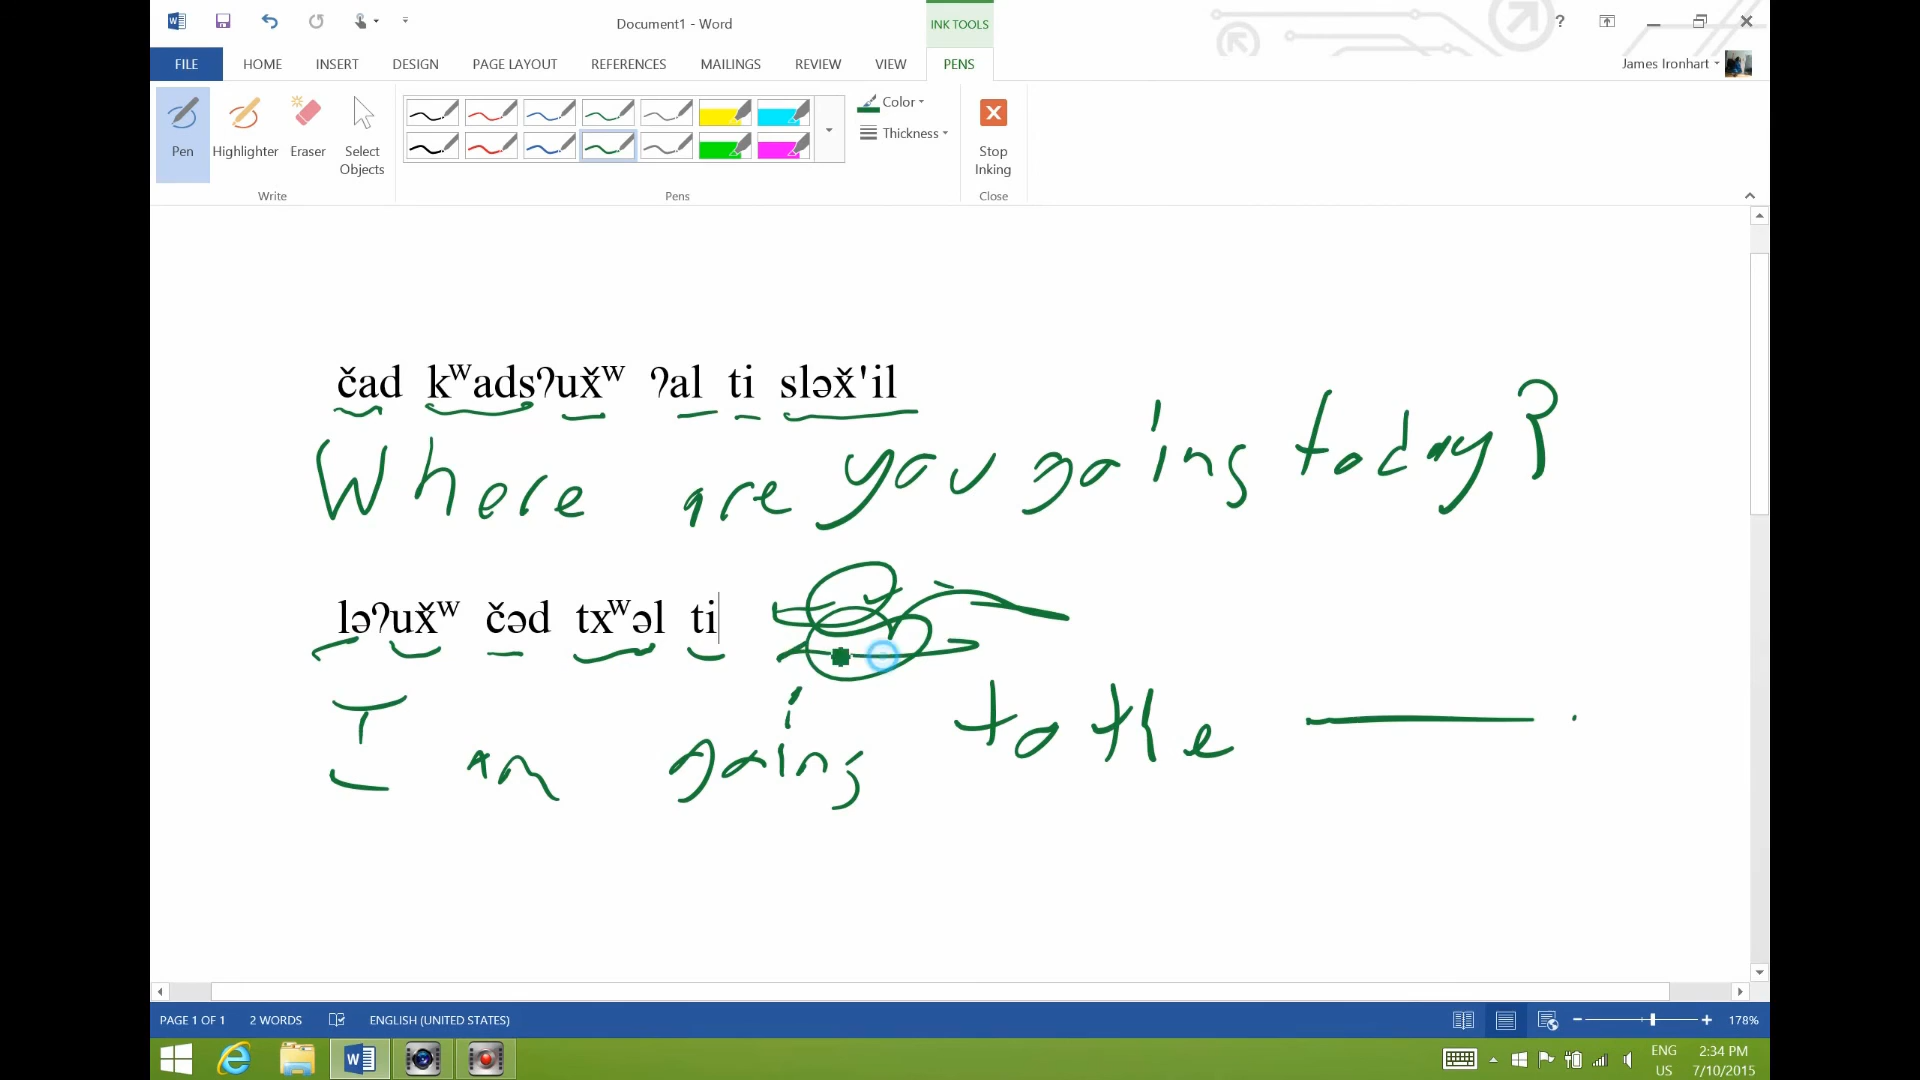 Document1 - Word
INK TOOLS
?
FILE HOME INSERT DESIGN PAGE LAYOUT REFERENCES MAILINGS REVIEW VIEW PENS
James Ironhart
Pen Highlighter Eraser Select Objects
Color
Thickness
Stop Inking
Write Pens Close
čad kʷadsʔux̌ʷ ʔal ti sləx̌'il
Where are you going today?
ləʔux̌ʷ čəd txʷəl ti
I am going to the ______ .
PAGE 1 OF 1 2 WORDS ENGLISH (UNITED STATES) 178%
ENG 2:34 PM
US 7/10/2015